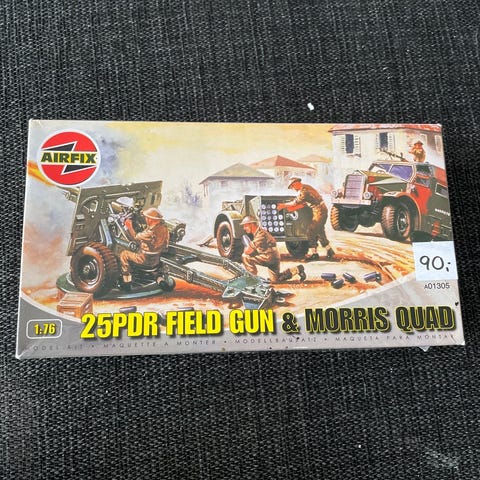 AIRFIX
90,-
A01305
1:76
25PDR FIELD GUN & MORRIS QUAD
MODEL KIT • MAQUETTE A MONTER • MODELLBAUSATZ • MAQUETA PARA MONTAR